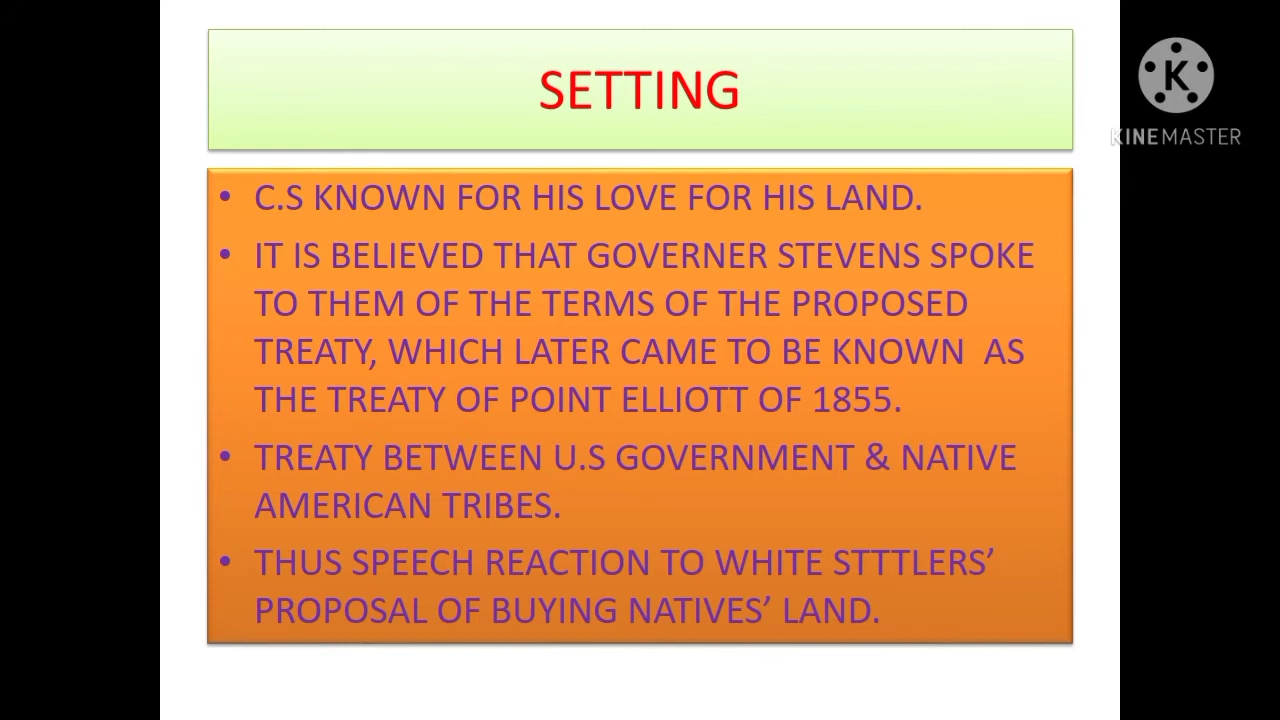 SETTING
K
KINEMASTER
• C.S KNOWN FOR HIS LOVE FOR HIS LAND.
• IT IS BELIEVED THAT GOVERNER STEVENS SPOKE
TO THEM OF THE TERMS OF THE PROPOSED
TREATY, WHICH LATER CAME TO BE KNOWN  AS
THE TREATY OF POINT ELLIOTT OF 1855.
• TREATY BETWEEN U.S GOVERNMENT & NATIVE
AMERICAN TRIBES.
• THUS SPEECH REACTION TO WHITE STTTLERS’
PROPOSAL OF BUYING NATIVES’ LAND.